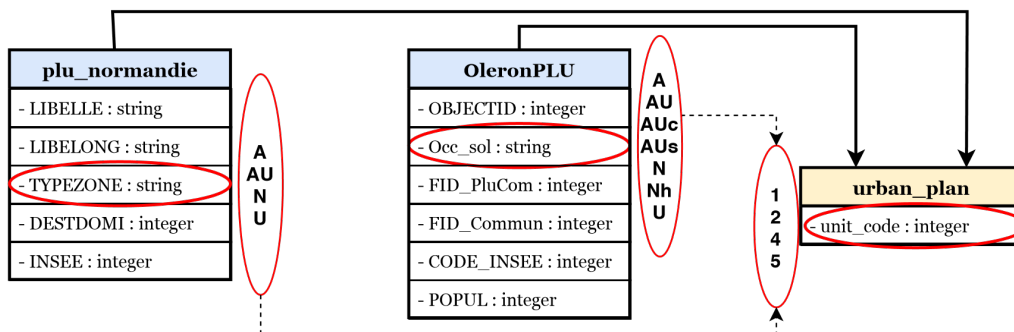 plu_normandie
- LIBELLE : string
- LIBELONG : string
- TYPEZONE : string
- DESTDOMI : integer
- INSEE : integer
A
AU
N
U
OleronPLU
- OBJECTID : integer
- Occ_sol : string
- FID_PluCom : integer
- FID_Commun : integer
- CODE_INSEE : integer
- POPUL : integer
A
AU
AUc
AUs
N
Nh
U
1
2
4
5
urban_plan
- unit_code : integer